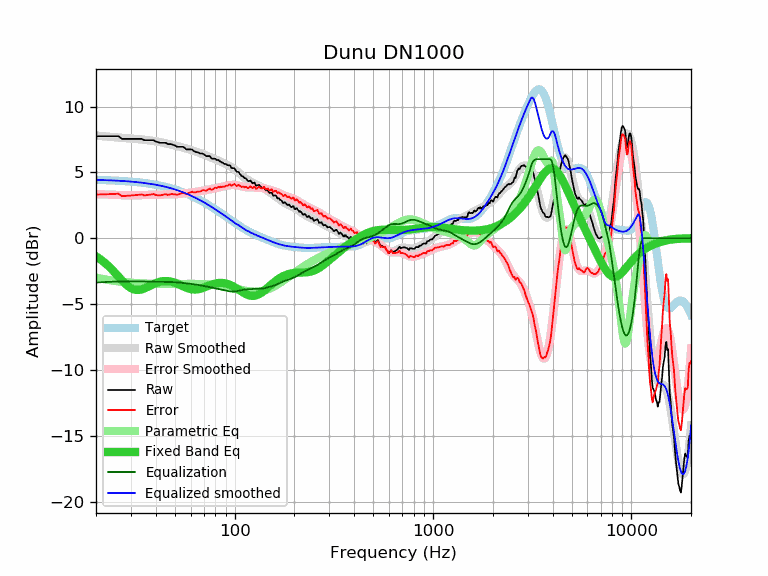 Dunu DN1000
Amplitude (dBr)
10
5
0
−5
−10
−15
−20
Target
Raw Smoothed
Error Smoothed
Raw
Error
Parametric Eq
Fixed Band Eq
Equalization
Equalized smoothed
100
1000
10000
Frequency (Hz)